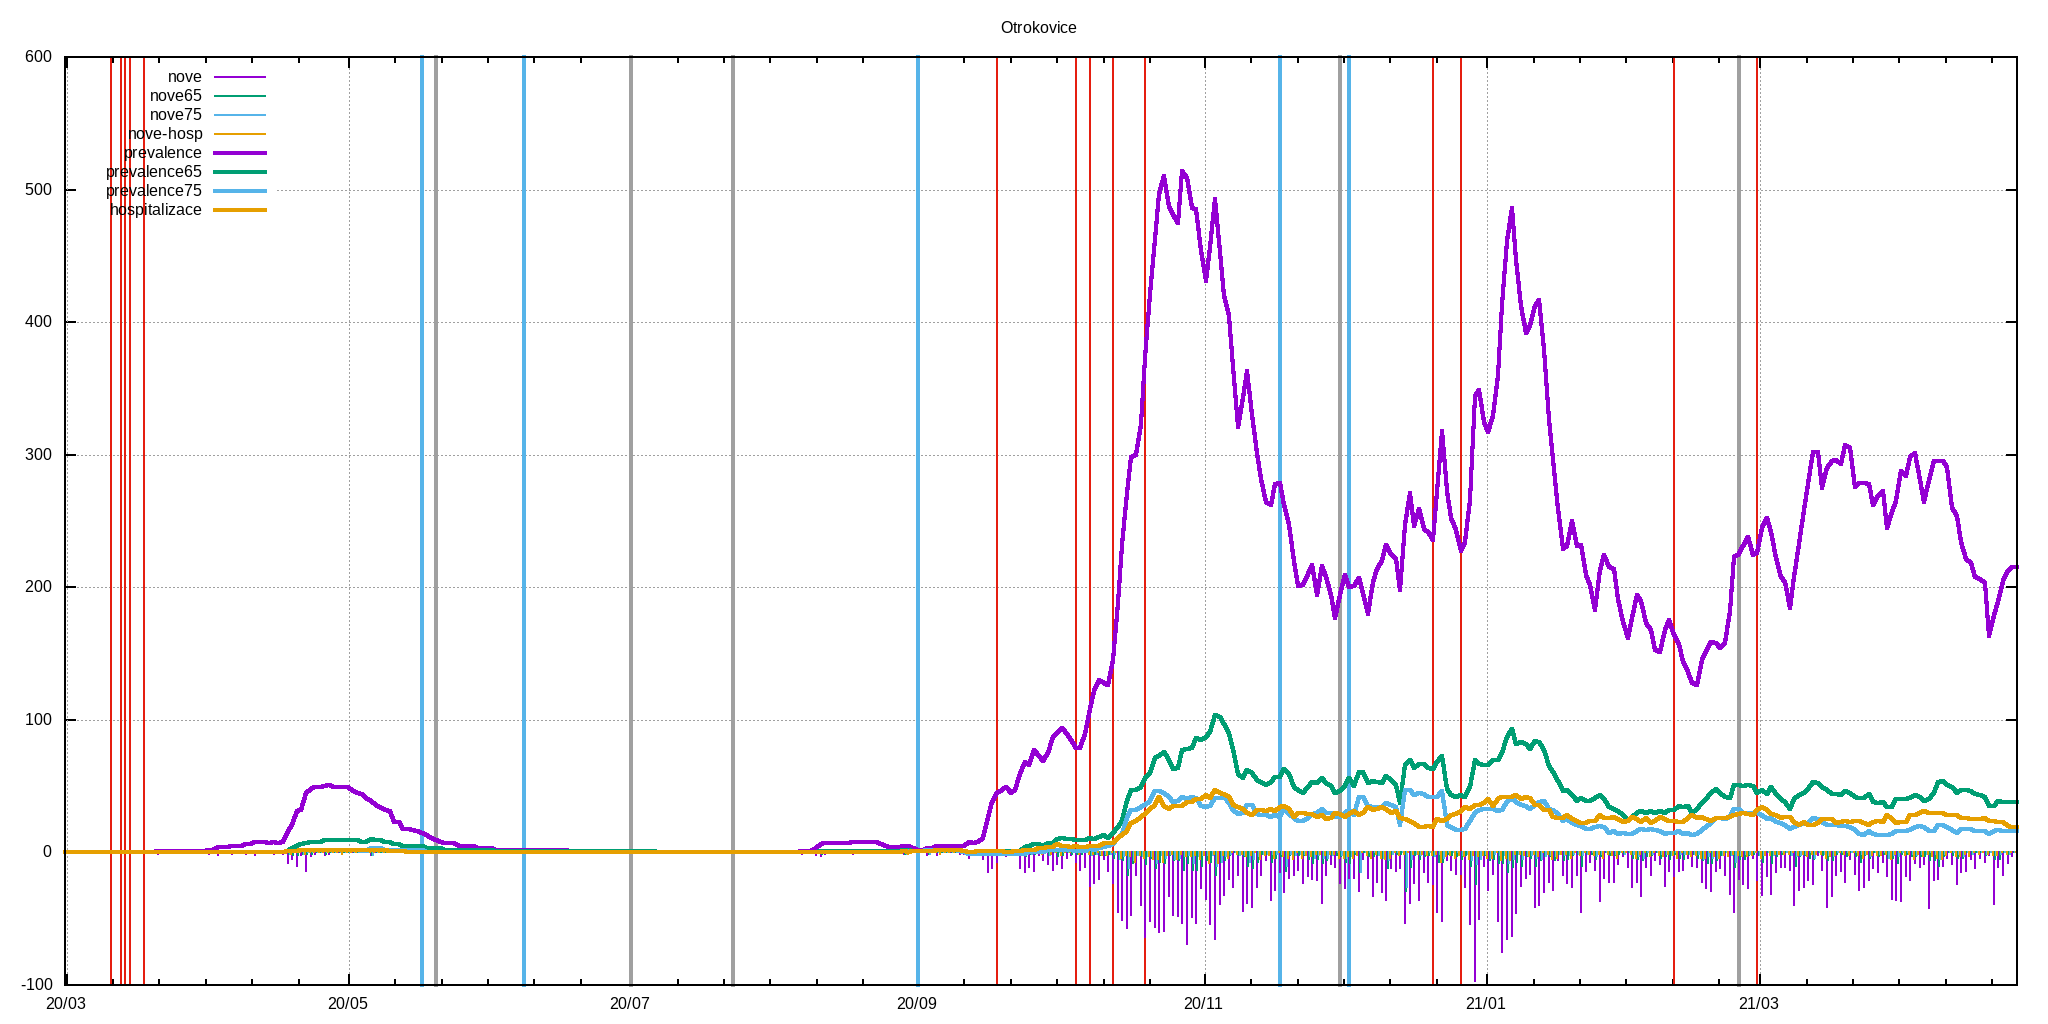 Otrokovice
600
500
400
300
200
100
0
-100
nove
nove65
nove75
nove-hosp
prevalence
prevalence65
prevalence75
hospitalizace
20/03 20/05 20/07 20/09 20/11 21/01 21/03